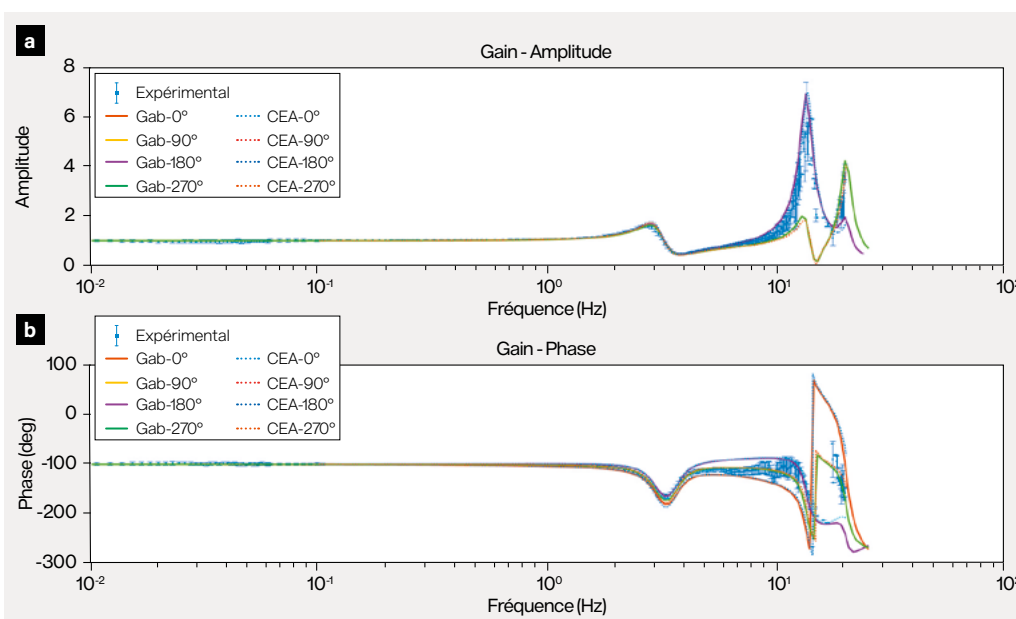 a
Gain - Amplitude
8
6
4
2
0
Amplitude
Expérimental
Gab-0° CEA-0°
Gab-90° CEA-90°
Gab-180° CEA-180°
Gab-270° CEA-270°
10-2 10-1 10⁰ 10¹
Fréquence (Hz)
b
Gain - Phase
100
0
-100
-200
-300
Phase (deg)
Expérimental
Gab-0° CEA-0°
Gab-90° CEA-90°
Gab-180° CEA-180°
Gab-270° CEA-270°
10-2 10-1 10⁰ 10¹
Fréquence (Hz)